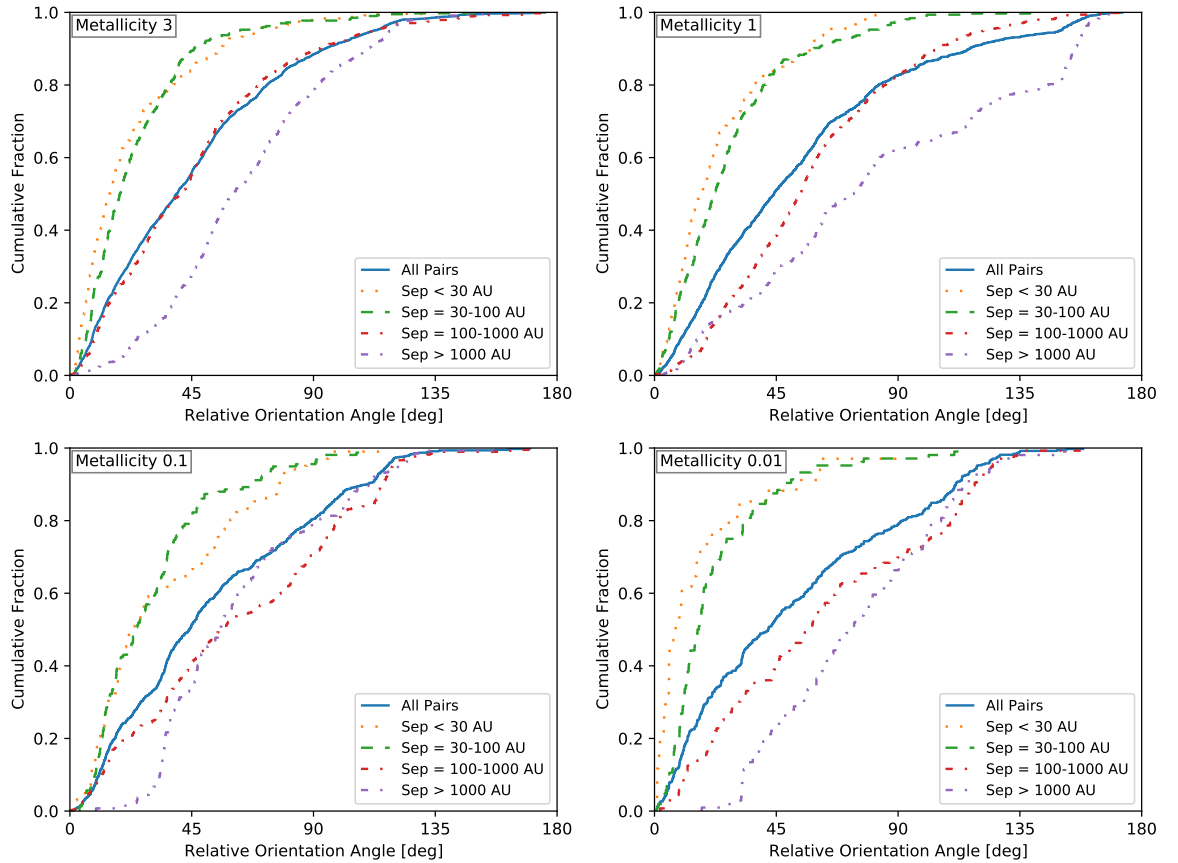 Metallicity 3
1.0
0.8
0.6
0.4
0.2
0.0
Cumulative Fraction
All Pairs
Sep < 30 AU
Sep = 30-100 AU
Sep = 100-1000 AU
Sep > 1000 AU
0 45 90 135 180
Relative Orientation Angle [deg]
Metallicity 1
1.0
0.8
0.6
0.4
0.2
0.0
Cumulative Fraction
All Pairs
Sep < 30 AU
Sep = 30-100 AU
Sep = 100-1000 AU
Sep > 1000 AU
0 45 90 135 180
Relative Orientation Angle [deg]
Metallicity 0.1
1.0
0.8
0.6
0.4
0.2
0.0
Cumulative Fraction
All Pairs
Sep < 30 AU
Sep = 30-100 AU
Sep = 100-1000 AU
Sep > 1000 AU
0 45 90 135 180
Relative Orientation Angle [deg]
Metallicity 0.01
1.0
0.8
0.6
0.4
0.2
0.0
Cumulative Fraction
All Pairs
Sep < 30 AU
Sep = 30-100 AU
Sep = 100-1000 AU
Sep > 1000 AU
0 45 90 135 180
Relative Orientation Angle [deg]